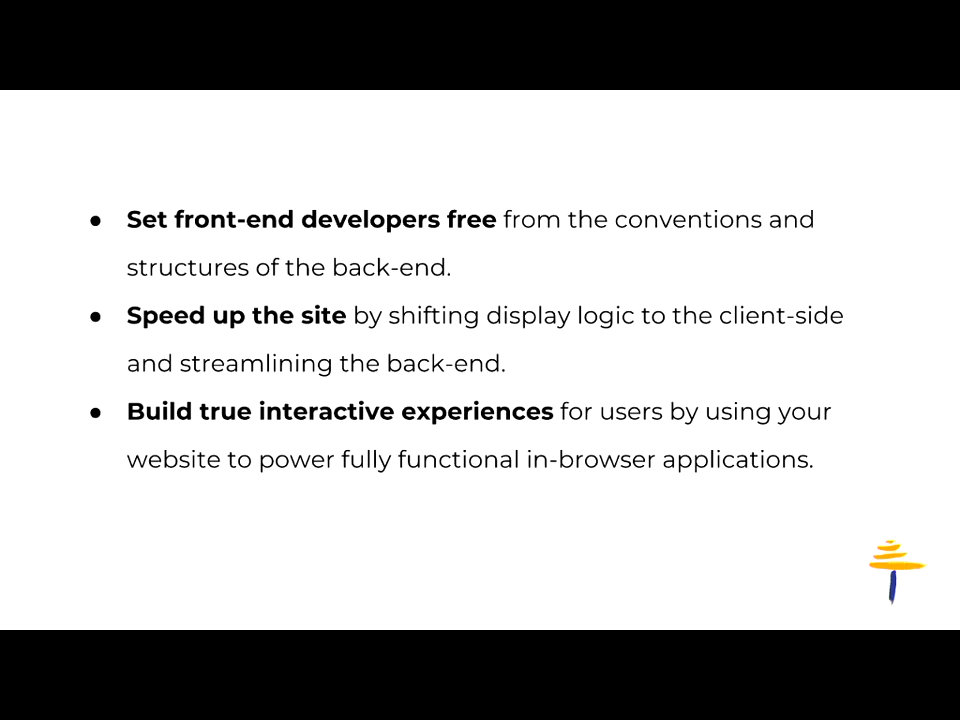 ● Set front-end developers free from the conventions and
structures of the back-end.
● Speed up the site by shifting display logic to the client-side
and streamlining the back-end.
● Build true interactive experiences for users by using your
website to power fully functional in-browser applications.